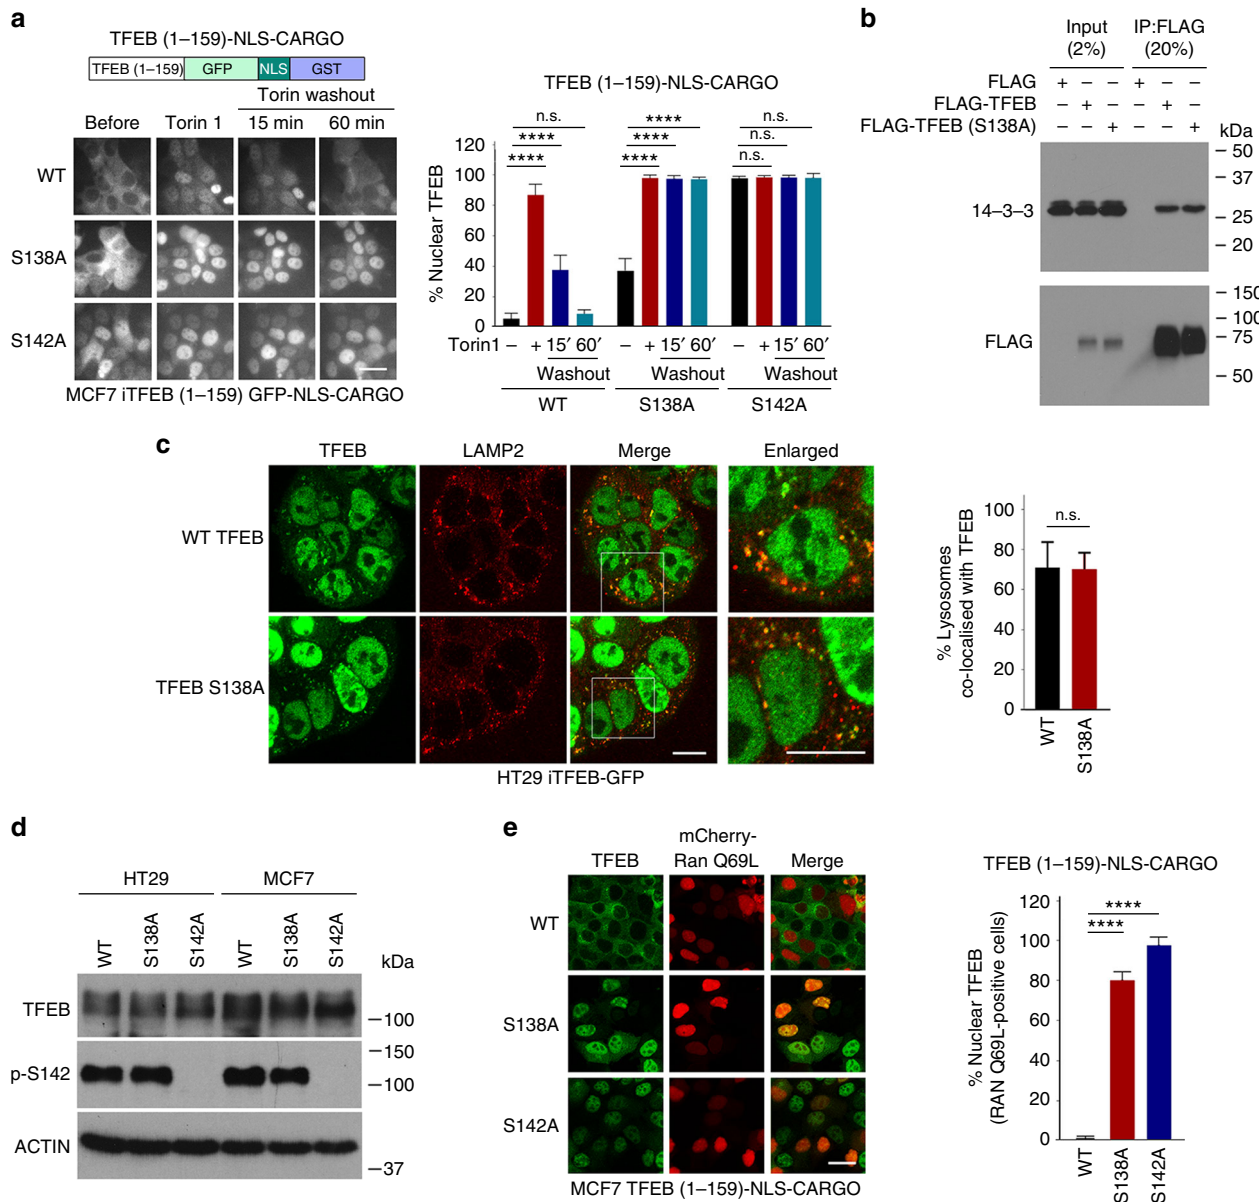 a
TFEB (1–159)-NLS-CARGO
TFEB (1–159) GFP NLS GST
Torin washout
Before Torin 1 15 min 60 min
WT
S138A
S142A
MCF7 iTFEB (1–159) GFP-NLS-CARGO
TFEB (1–159)-NLS-CARGO
% Nuclear TFEB
120
100
80
60
40
20
0
n.s. **** n.s.
**** **** n.s.
**** **** n.s.
Torin1 – + 15′ 60′ – + 15′ 60′ – + 15′ 60′
Washout Washout Washout
WT S138A S142A
b
Input (2%) IP:FLAG (20%)
FLAG + – – + – –
FLAG-TFEB – + – – + –
FLAG-TFEB (S138A) – – + – – +
kDa
14–3–3
– 50
– 37
– 25
– 20
FLAG
– 150
– 100
– 75
– 50
c
TFEB LAMP2 Merge Enlarged
WT TFEB
TFEB S138A
HT29 iTFEB-GFP
% Lysosomes
co-localised with TFEB
100
80
60
40
20
0
n.s.
WT S138A
d
HT29 MCF7
WT S138A S142A WT S138A S142A
kDa
TFEB
–100
p-S142
–150
–100
ACTIN
–37
e
mCherry-
TFEB Ran Q69L Merge
WT
S138A
S142A
MCF7 TFEB (1–159)-NLS-CARGO
TFEB (1–159)-NLS-CARGO
% Nuclear TFEB
(RAN Q69L-positive cells)
120
100
80
60
40
20
0
****
****
WT S138A S142A